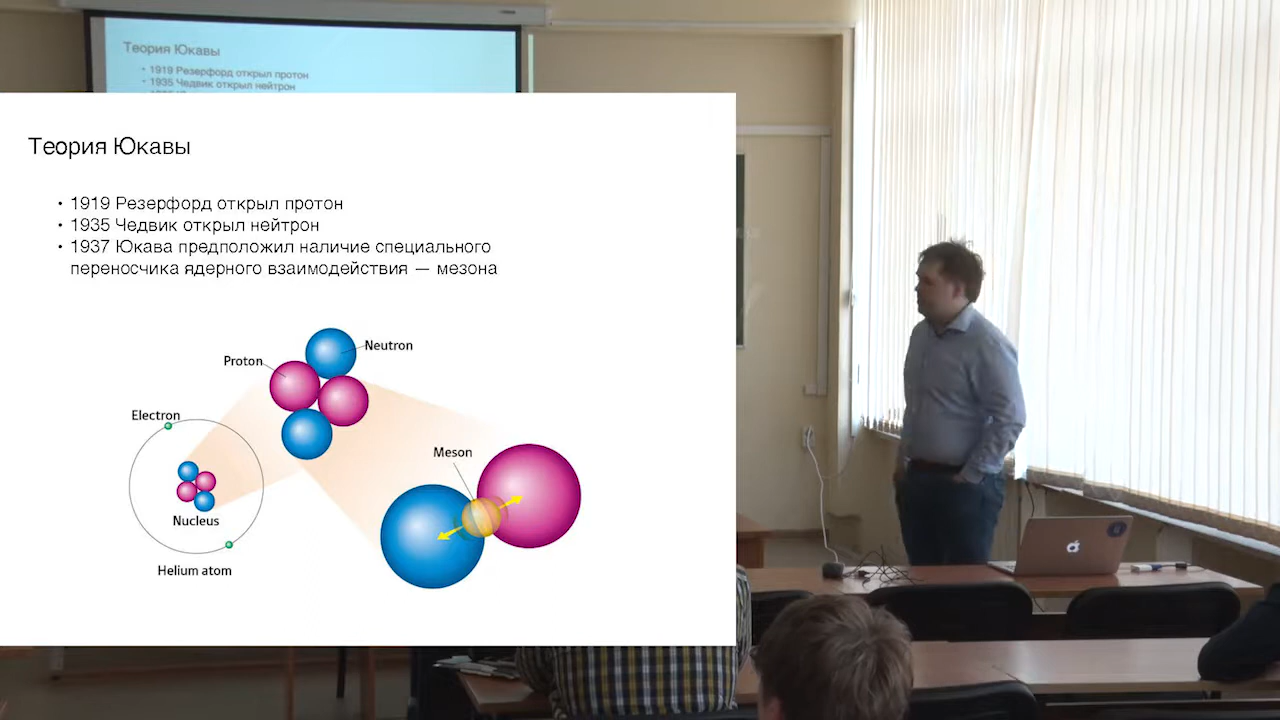 Теория Юкавы
• 1919 Резерфорд открыл протон
• 1935 Чедвик открыл нейтрон
Теория Юкавы
• 1919 Резерфорд открыл протон
• 1935 Чедвик открыл нейтрон
• 1937 Юкава предположил наличие специального
переносчика ядерного взаимодействия — мезона
Neutron
Proton
Electron
Meson
Nucleus
Helium atom